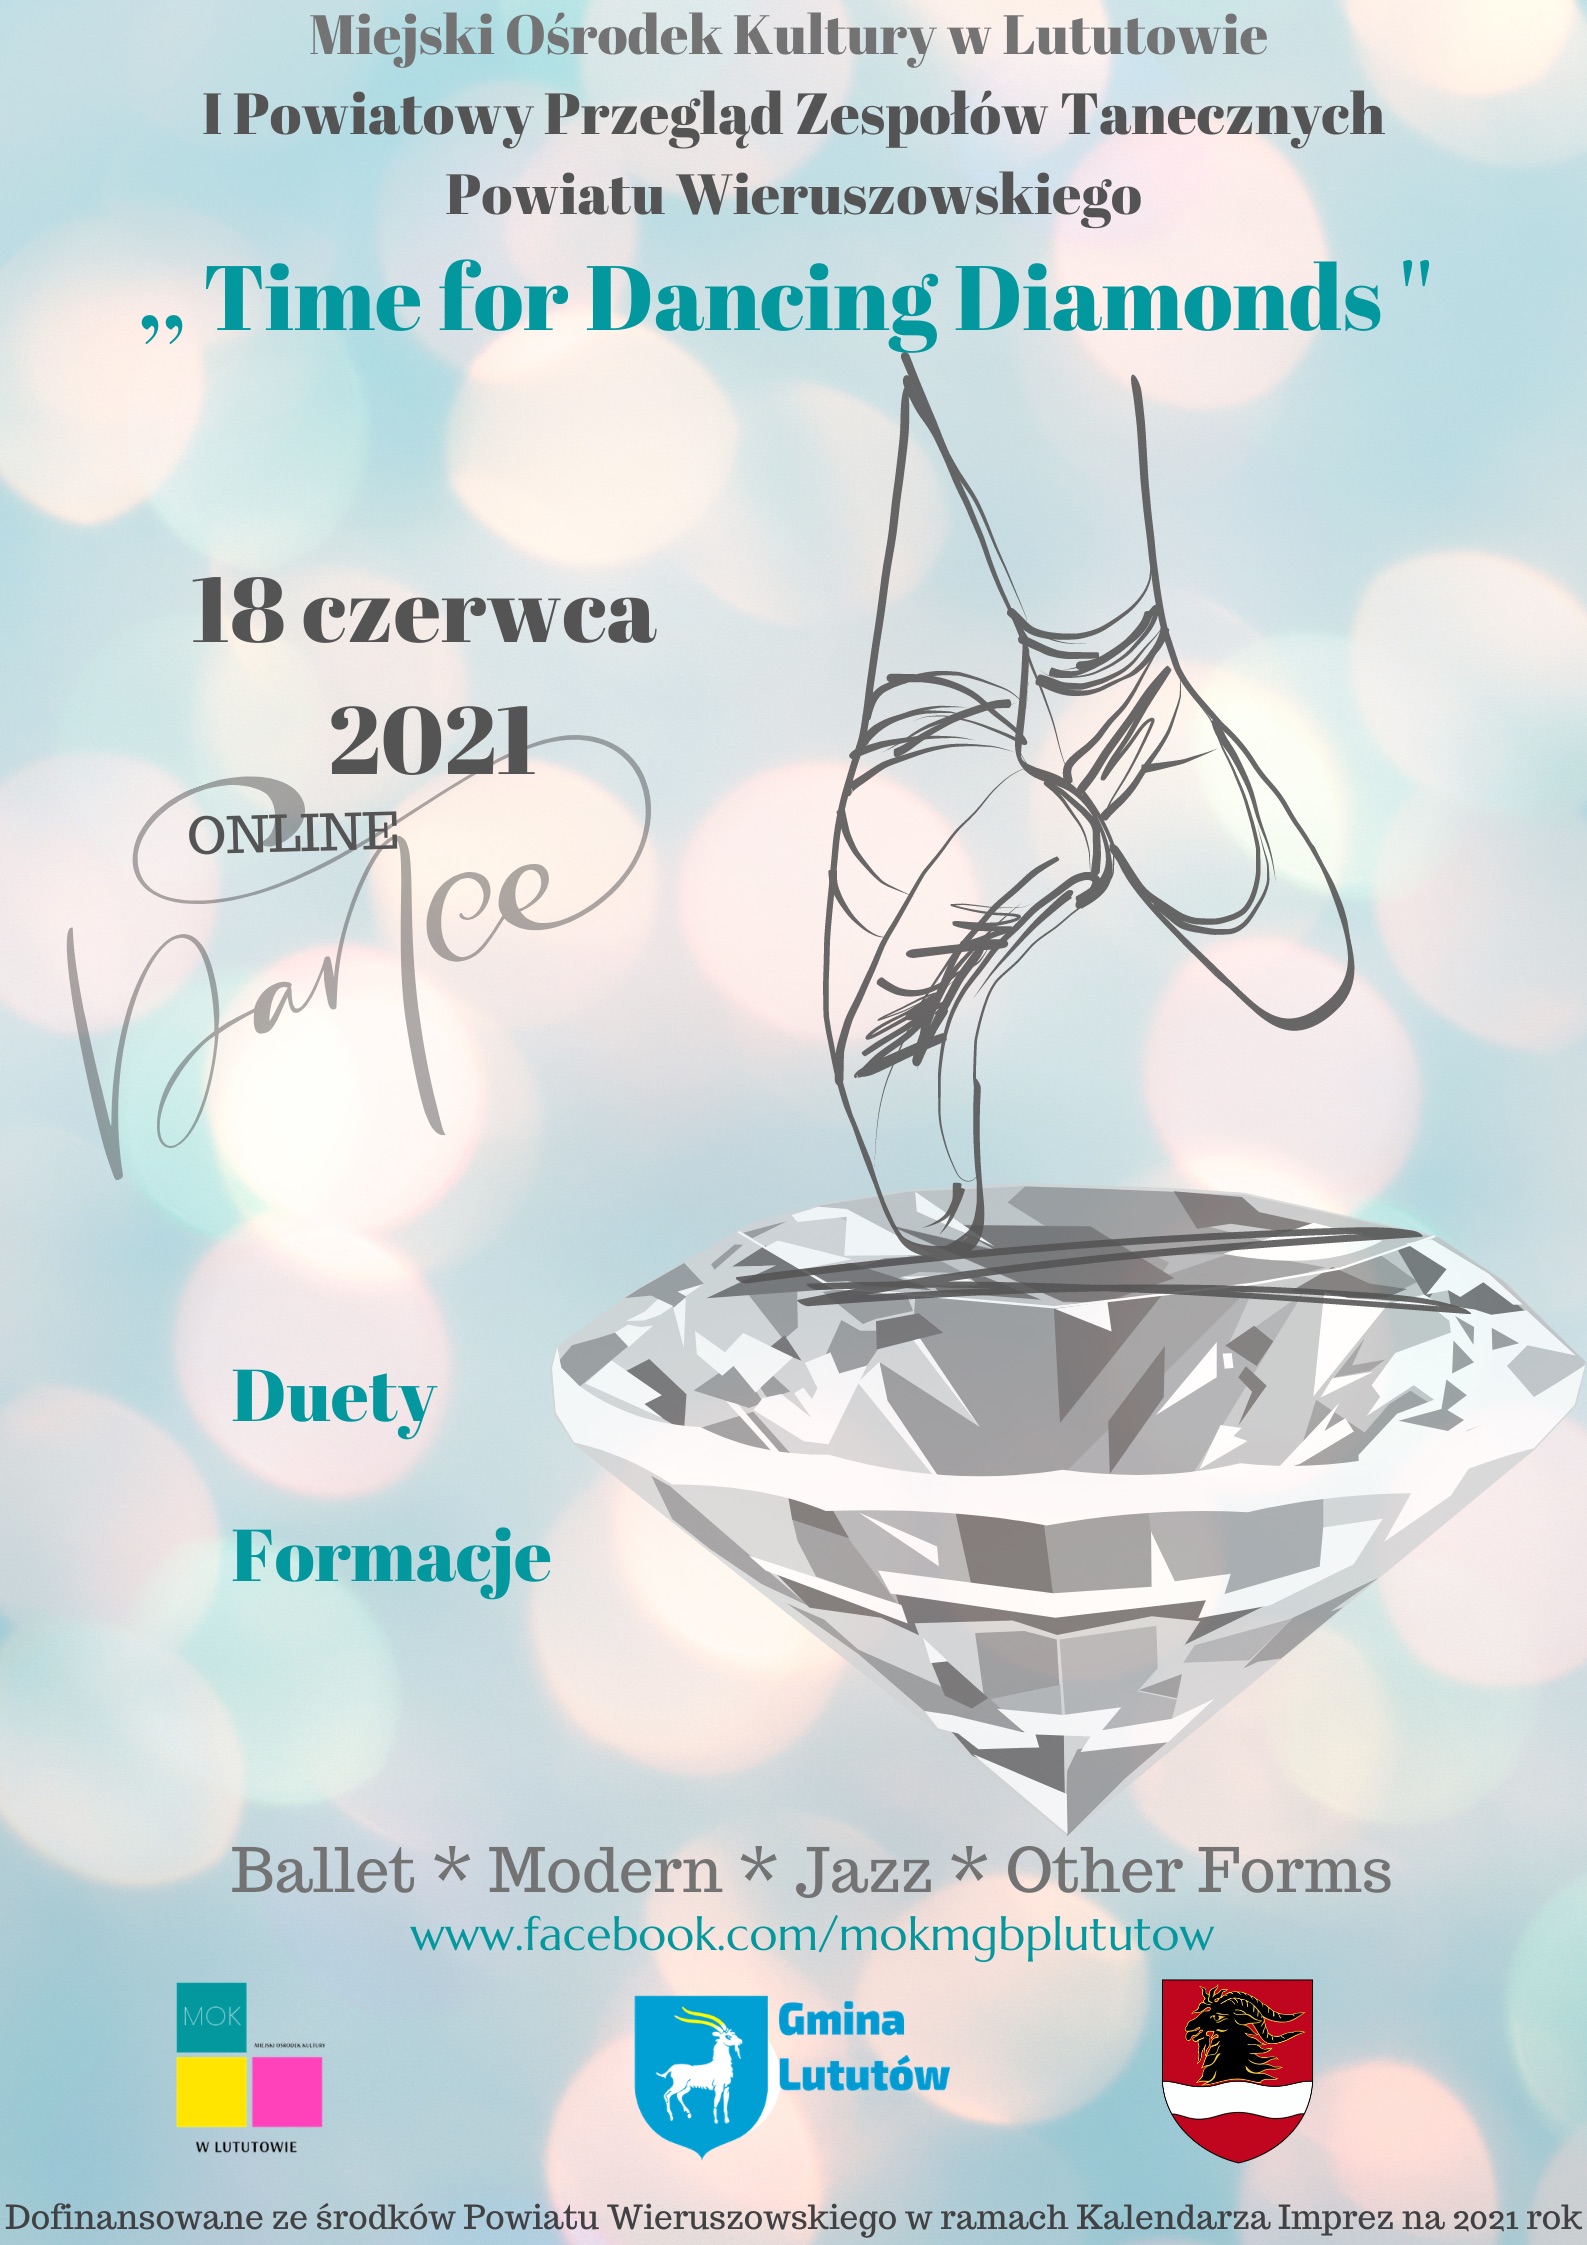 Miejski Ośrodek Kultury w Lututowie
I Powiatowy Przegląd Zespołów Tanecznych
Powiatu Wieruszowskiego
,, Time for Dancing Diamonds "
18 czerwca
2021
ONLINE
Dance
Duety
Formacje
Ballet * Modern * Jazz * Other Forms
www.facebook.com/mokmgbplututow
MOK
MIEJSKI OŚRODEK KULTURY
W LUTUTOWIE
Gmina
Lututów
Dofinansowane ze środków Powiatu Wieruszowskiego w ramach Kalendarza Imprez na 2021 rok